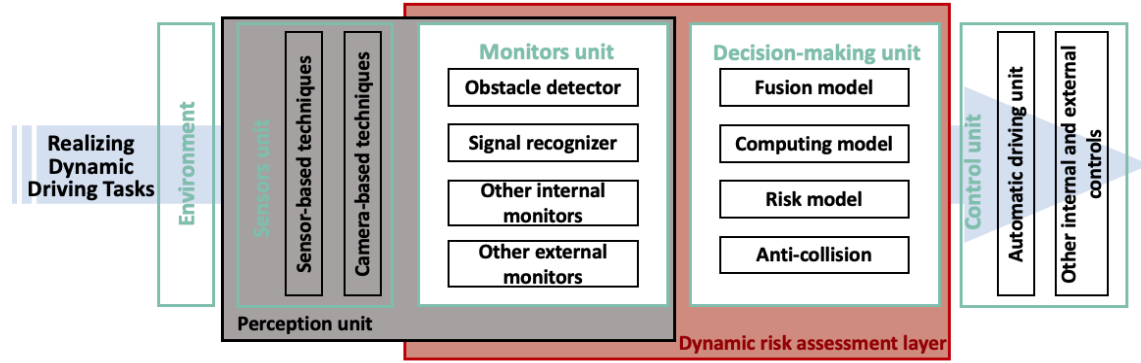 Realizing
Dynamic
Driving Tasks
Environment
Sensors unit
Sensor-based techniques
Camera-based techniques
Perception unit
Monitors unit
Obstacle detector
Signal recognizer
Other internal
monitors
Other external
monitors
Decision-making unit
Fusion model
Computing model
Risk model
Anti-collision
Dynamic risk assessment layer
Control unit
Automatic driving unit
Other internal and external
controls